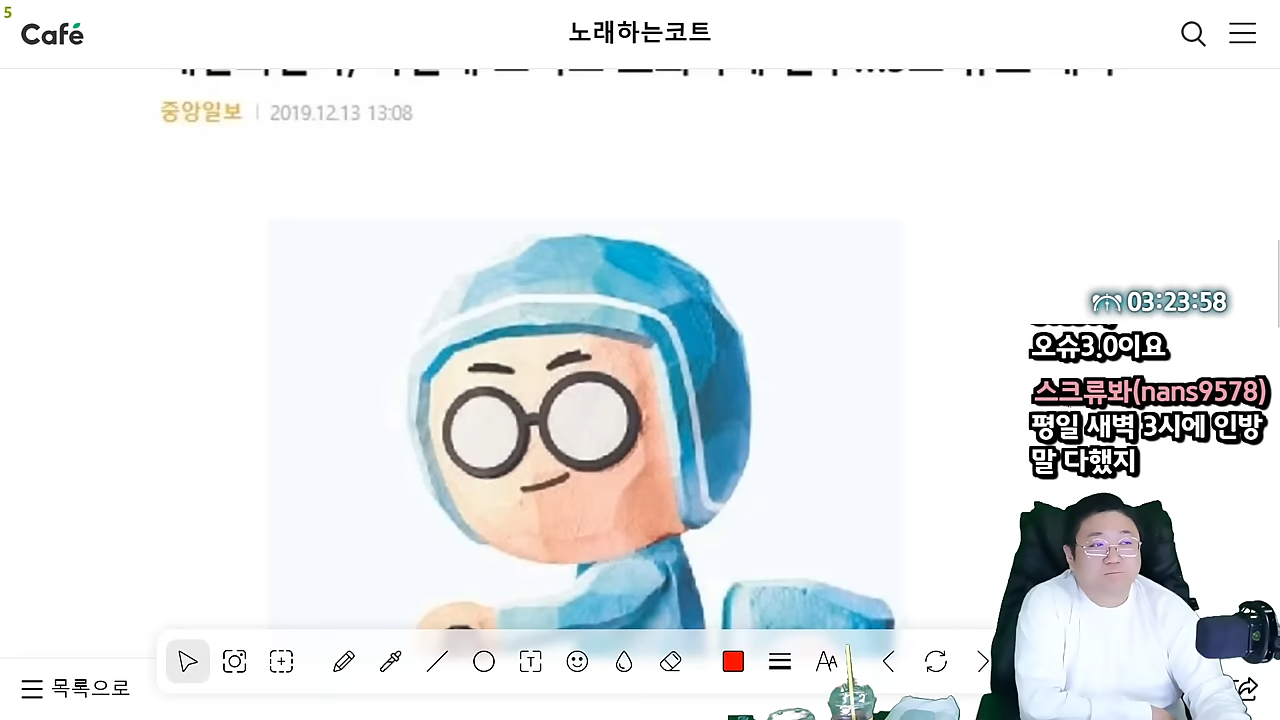 5
Café
노래하는코트
중앙일보
2019.12.13 13:08
03:23:58
오슈3.0이요
스크류봐(nans9578)
평일 새벽 3시에 인방
말 다했지
T
AA
목록으로